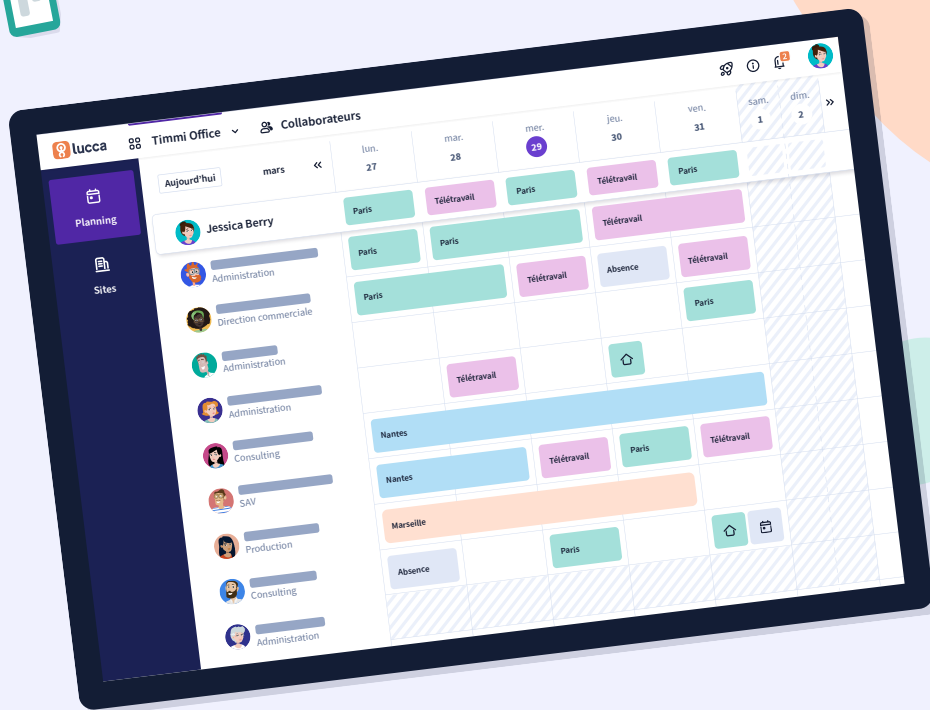 lucca
Timmi Office
Collaborateurs
2
Planning
Sites
Aujourd'hui
mars
«
lun.
27
mar.
28
mer.
29
jeu.
30
ven.
31
sam.
1
dim.
2
»
Jessica Berry
Paris
Télétravail
Paris
Télétravail
Paris
Administration
Paris
Paris
Télétravail
Direction commerciale
Paris
Télétravail
Absence
Télétravail
Administration
Paris
Administration
Télétravail
Consulting
Nantes
SAV
Nantes
Télétravail
Paris
Télétravail
Production
Marseille
Consulting
Absence
Paris
Administration